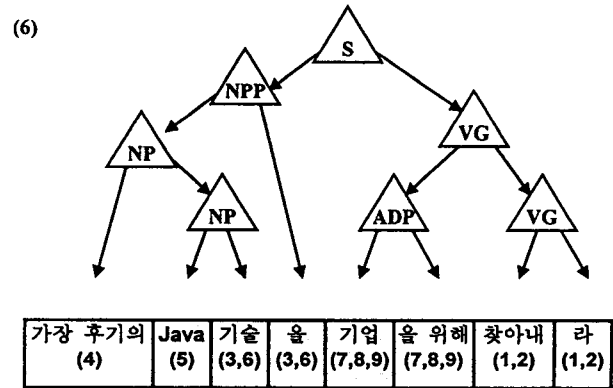 (6)
S
NPP
NP
VG
NP
ADP
VG
가장 후기의 Java 기술 을 기업 을 위해 찾아내 라
(4) (5) (3,6) (3,6) (7,8,9) (7,8,9) (1,2) (1,2)